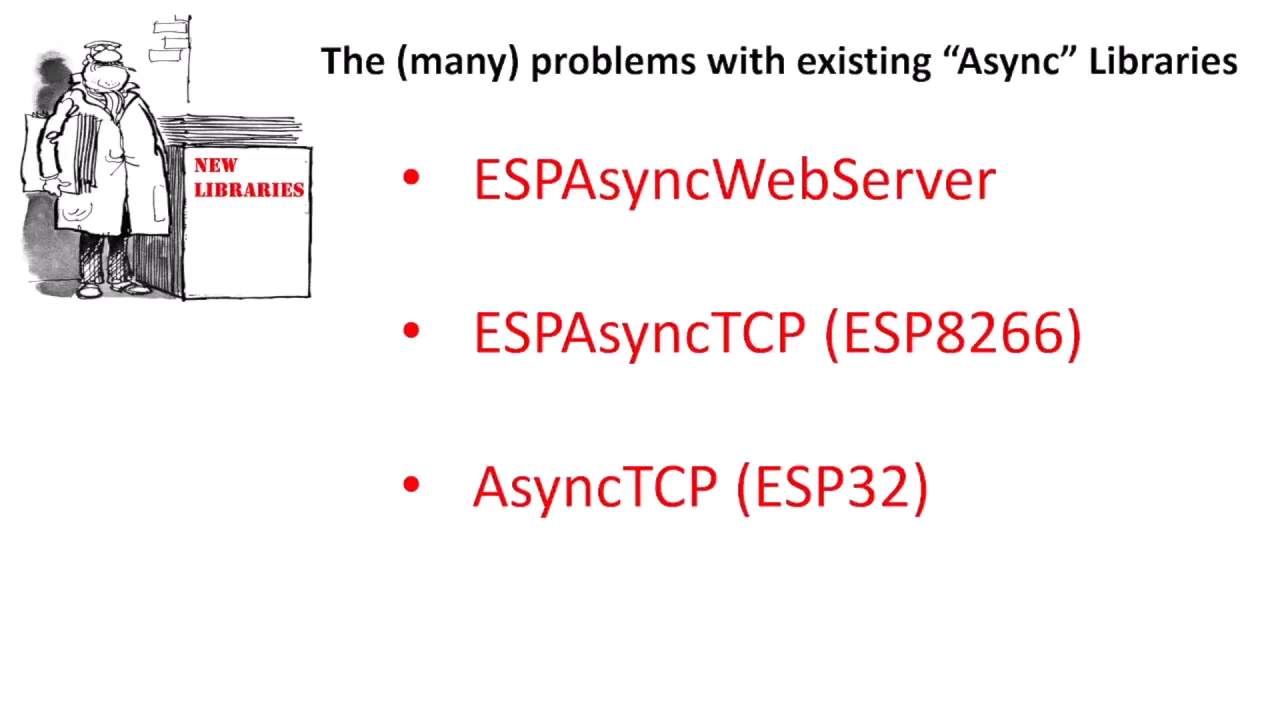 The (many) problems with existing “Async” Libraries
NEW
LIBRARIES
• ESPAsyncWebServer
• ESPAsyncTCP (ESP8266)
• AsyncTCP (ESP32)